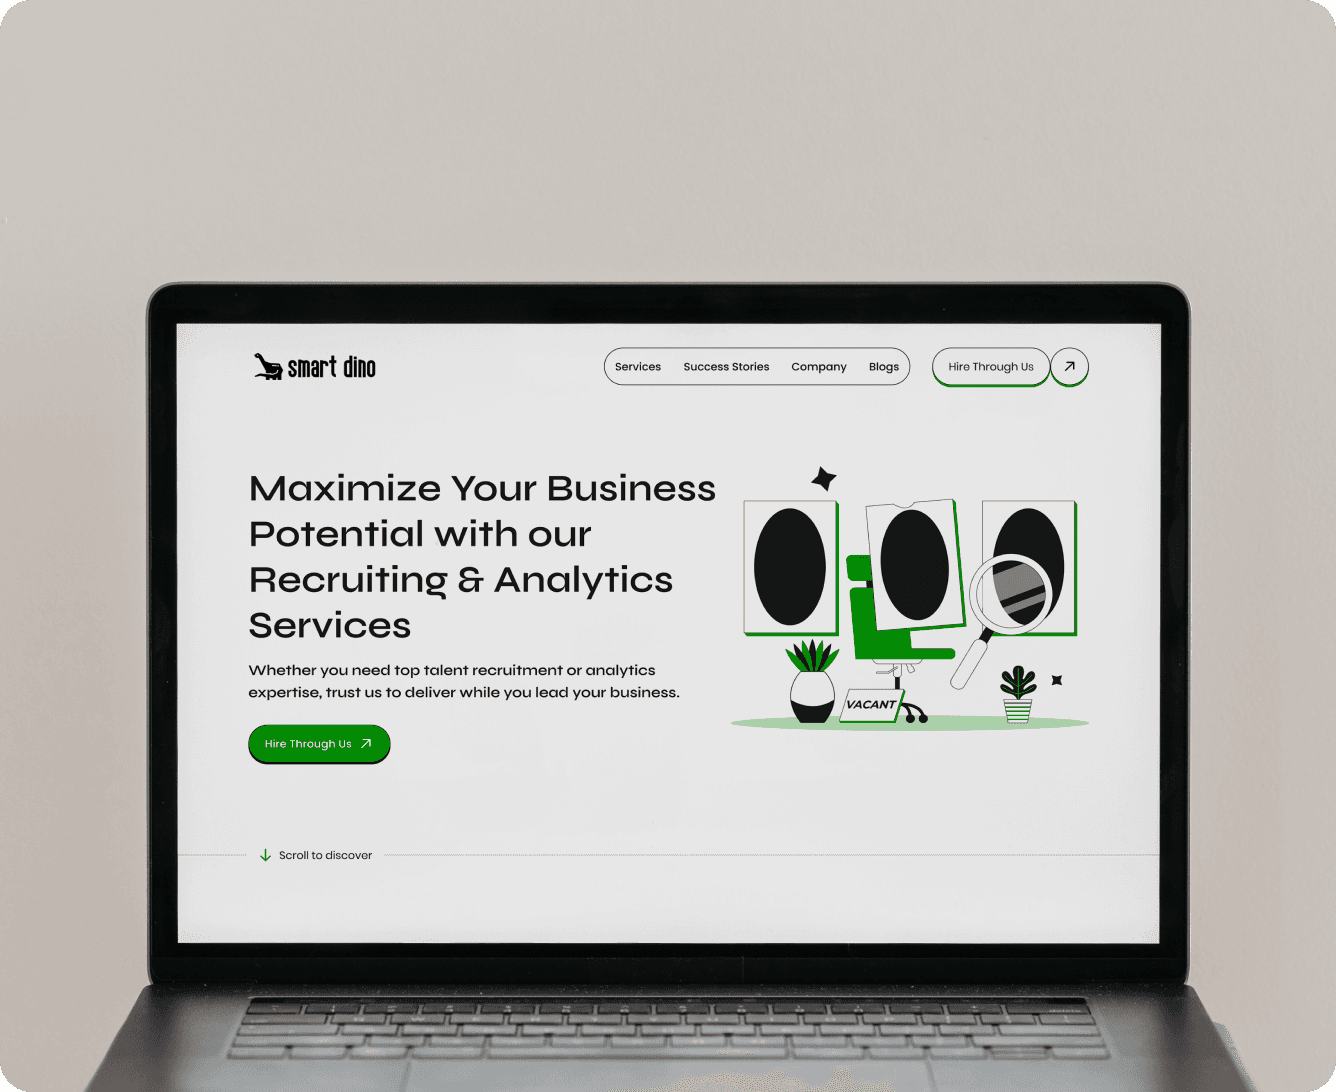 smart dino
Services Success Stories Company Blogs
Hire Through Us
Maximize Your Business
Potential with our
Recruiting & Analytics
Services
Whether you need top talent recruitment or analytics
expertise, trust us to deliver while you lead your business.
Hire Through Us
VACANT
Scroll to discover